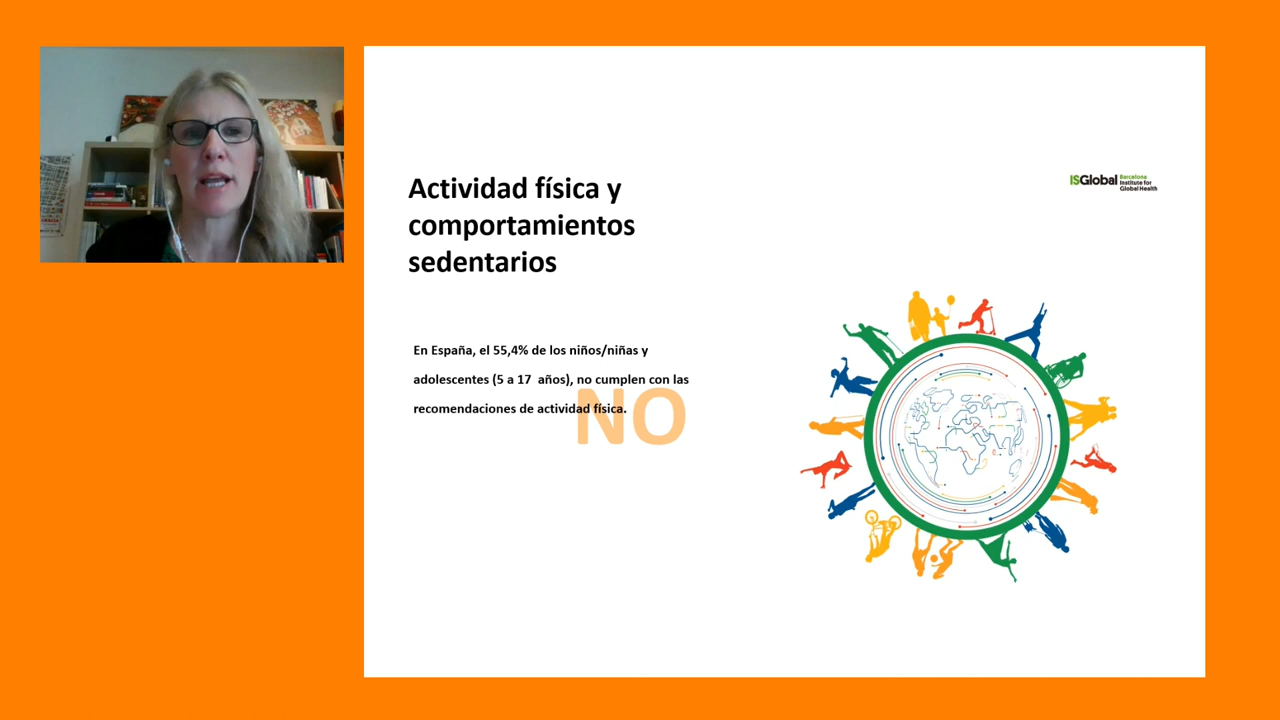 Actividad física y
comportamientos
sedentarios
ISGlobal Barcelona
Institute for
Global Health
En España, el 55,4% de los niños/niñas y
adolescentes (5 a 17 años), no cumplen con las
recomendaciones de actividad física.
NO